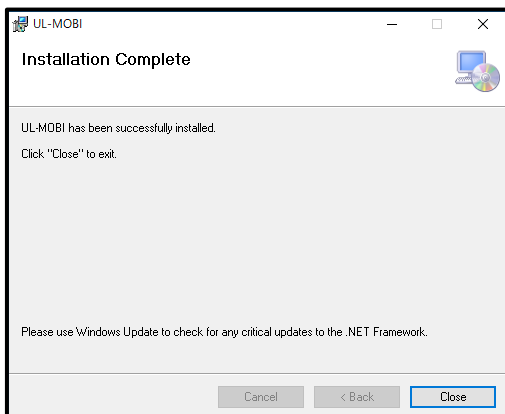 UL-MOBI
Installation Complete
UL-MOBI has been successfully installed.
Click "Close" to exit.
Please use Windows Update to check for any critical updates to the .NET Framework.
Cancel
< Back
Close